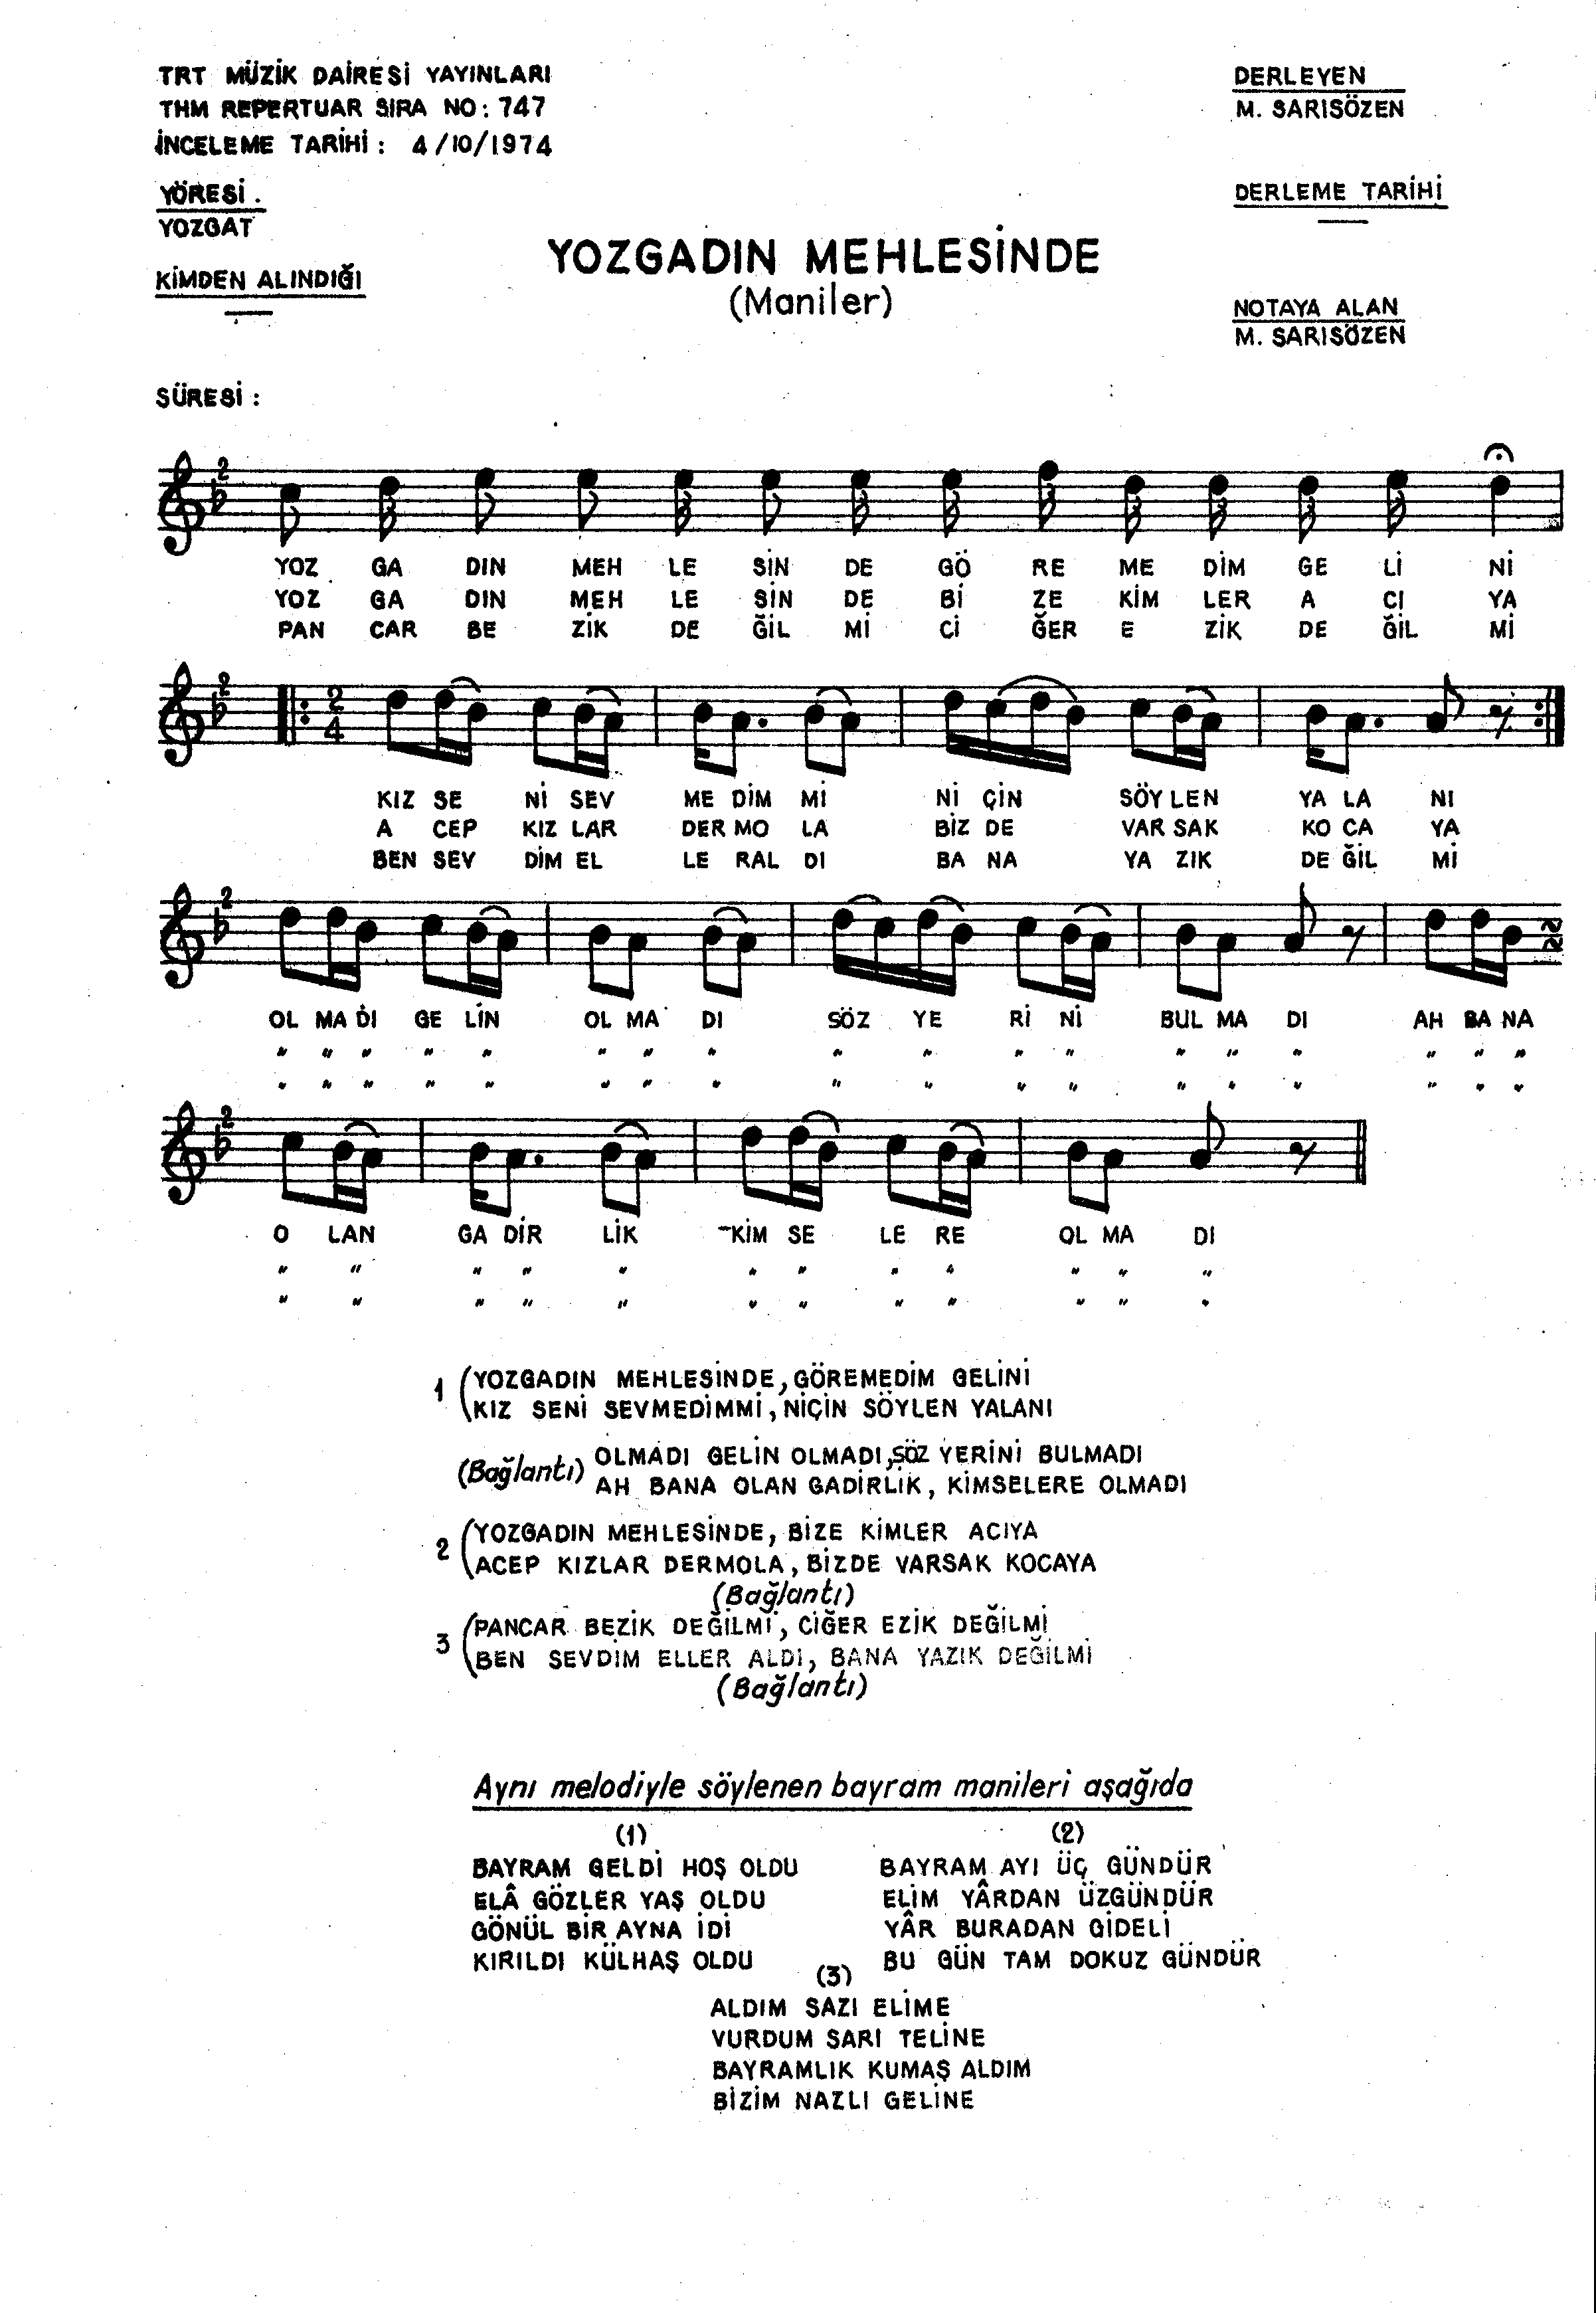 TRT MÜZİK DAİRESİ YAYINLARI
THM REPERTUAR SIRA NO: 747
İNCELEME TARİHİ : 4/10/1974
DERLEYEN
M. SARISÖZEN
YÖRESİ.
YOZGAT
DERLEME TARİHİ
YOZGADIN MEHLESİNDE
(Maniler)
KİMDEN ALINDIĞI
NOTAYA ALAN
M. SARISÖZEN
SÜRESİ :
YOZ GA DIN MEH LE SİN DE GÖ RE ME DİM GE Lİ Nİ
YOZ GA DIN MEH LE SİN DE Bİ ZE KİM LER A CI YA
PAN CAR BE ZİK DE ĞİL Mİ Cİ ĞER E ZİK DE ĞİL Mİ
2
4
KIZ SE Nİ SEV ME DİM Mİ Nİ ÇİN SÖY LEN YA LA NI
A CEP KIZ LAR DER MO LA BİZ DE VAR SAK KO CA YA
BEN SEV DİM EL LE RAL DI BA NA YA ZIK DE ĞİL Mİ
OL MA DI GE LİN OL MA DI SÖZ YE Rİ Nİ BUL MA DI AH BA NA
" " " " " " " " " " " " " " " " " "
" " " " " " " " " " " " " " " " " "
O LAN GA DİR LİK KİM SE LE RE OL MA DI
" " " " " " " " " " " "
" " " " " " " " " " " "
1 (YOZGADIN MEHLESİNDE, GÖREMEDİM GELİNİ
KIZ SENİ SEVMEDİMMİ, NİÇİN SÖYLEN YALANI
(Bağlantı) OLMADI GELİN OLMADI, SÖZ YERİNİ BULMADI
AH BANA OLAN GADİRLİK, KİMSELERE OLMADI
2 (YOZGADIN MEHLESİNDE, BİZE KİMLER ACIYA
ACEP KIZLAR DERMOLA, BİZDE VARSAK KOCAYA
(Bağlantı)
3 (PANCAR BEZİK DEĞİLMİ, CİĞER EZİK DEĞİLMİ
BEN SEVDİM ELLER ALDI, BANA YAZIK DEĞİLMİ
(Bağlantı)
Aynı melodiyle söylenen bayram manileri aşağıda
(1)
BAYRAM GELDİ HOŞ OLDU
ELÂ GÖZLER YAŞ OLDU
GÖNÜL BİR AYNA İDİ
KIRILDI KÜLHAŞ OLDU
(2)
BAYRAM AYI ÜÇ GÜNDÜR
ELİM YÂRDAN ÜZGÜNDÜR
YÂR BURADAN GİDELİ
BU GÜN TAM DOKUZ GÜNDÜR
(3)
ALDIM SAZI ELİME
VURDUM SARI TELİNE
BAYRAMLIK KUMAŞ ALDIM
BİZİM NAZLI GELİNE